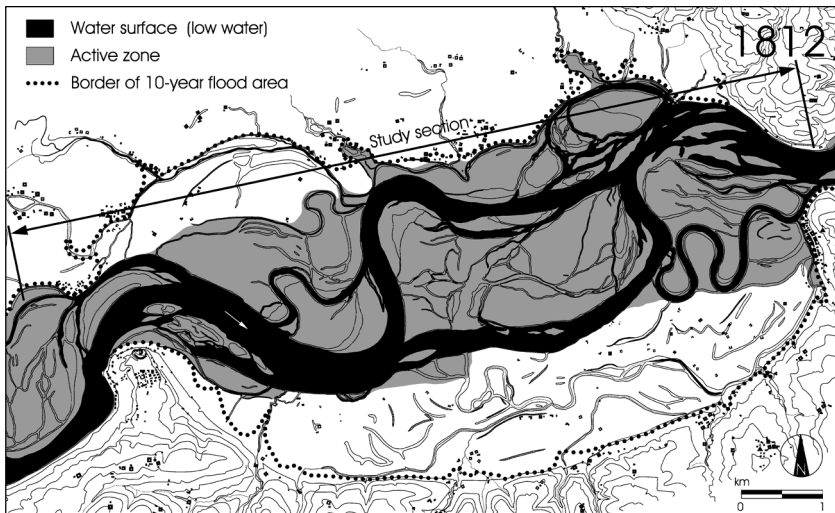 Water surface (low water)
Active zone
Border of 10-year flood area
1812
Study section
N
km
0 1